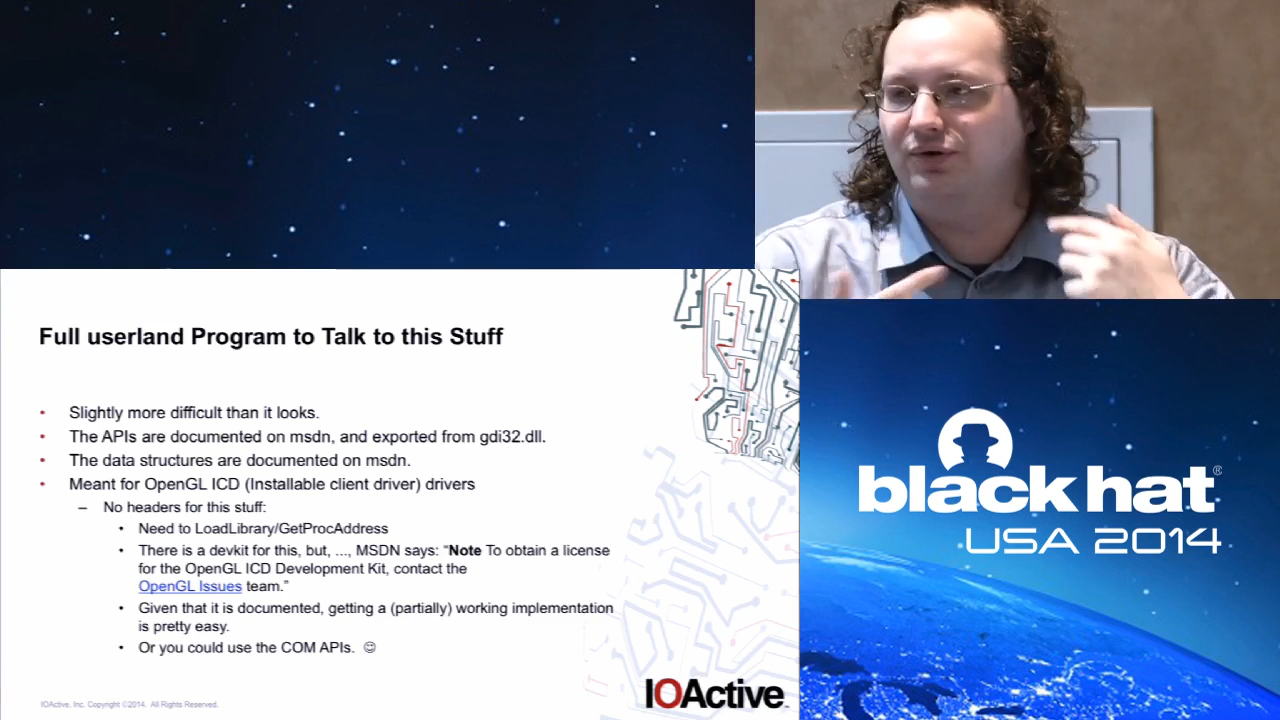 Full userland Program to Talk to this Stuff
• Slightly more difficult than it looks.
• The APIs are documented on msdn, and exported from gdi32.dll.
• The data structures are documented on msdn.
• Meant for OpenGL ICD (Installable client driver) drivers
– No headers for this stuff:
• Need to LoadLibrary/GetProcAddress
• There is a devkit for this, but, ..., MSDN says: “Note To obtain a license
for the OpenGL ICD Development Kit, contact the
OpenGL Issues team.”
• Given that it is documented, getting a (partially) working implementation
is pretty easy.
• Or you could use the COM APIs. ☺
IOActive, Inc. Copyright ©2014. All Rights Reserved.
IOActive
black hat®
USA 2014